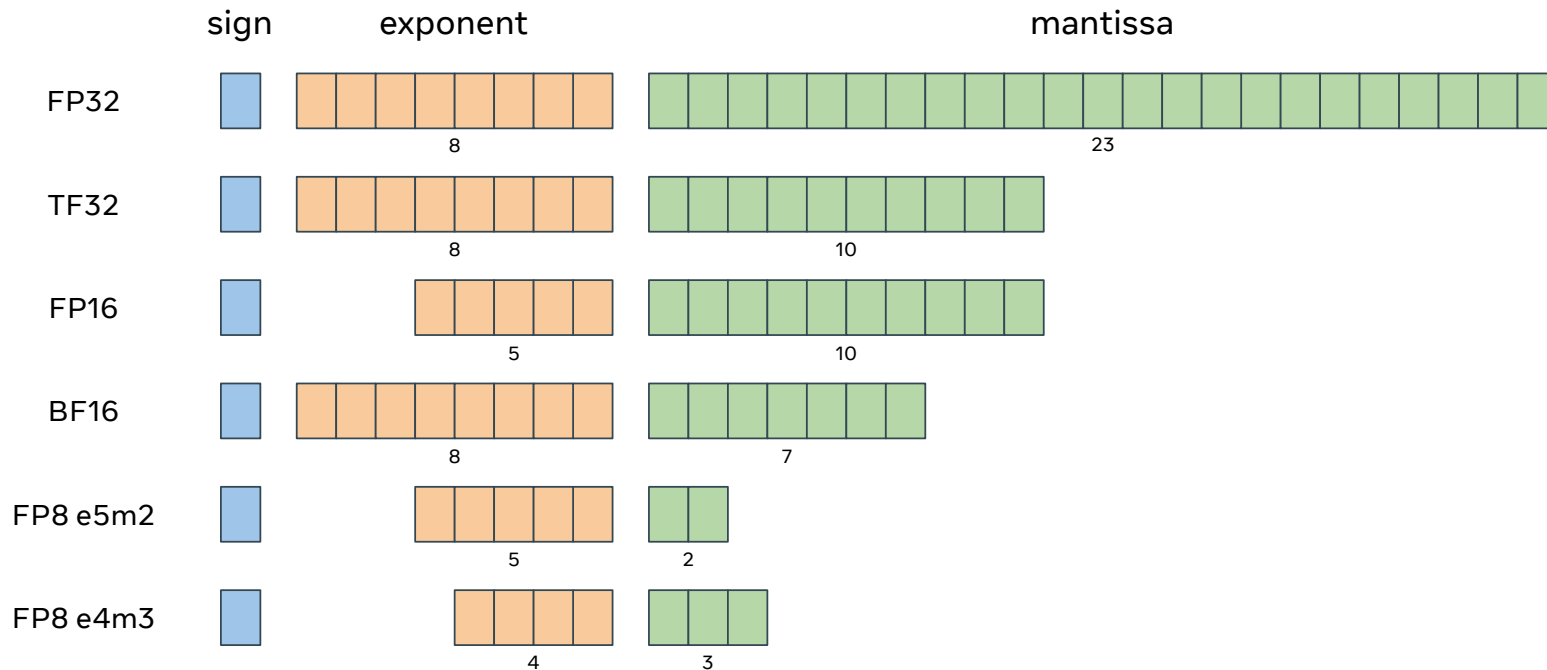 sign exponent mantissa
FP32
8 23
TF32
8 10
FP16
5 10
BF16
8 7
FP8 e5m2
5 2
FP8 e4m3
4 3